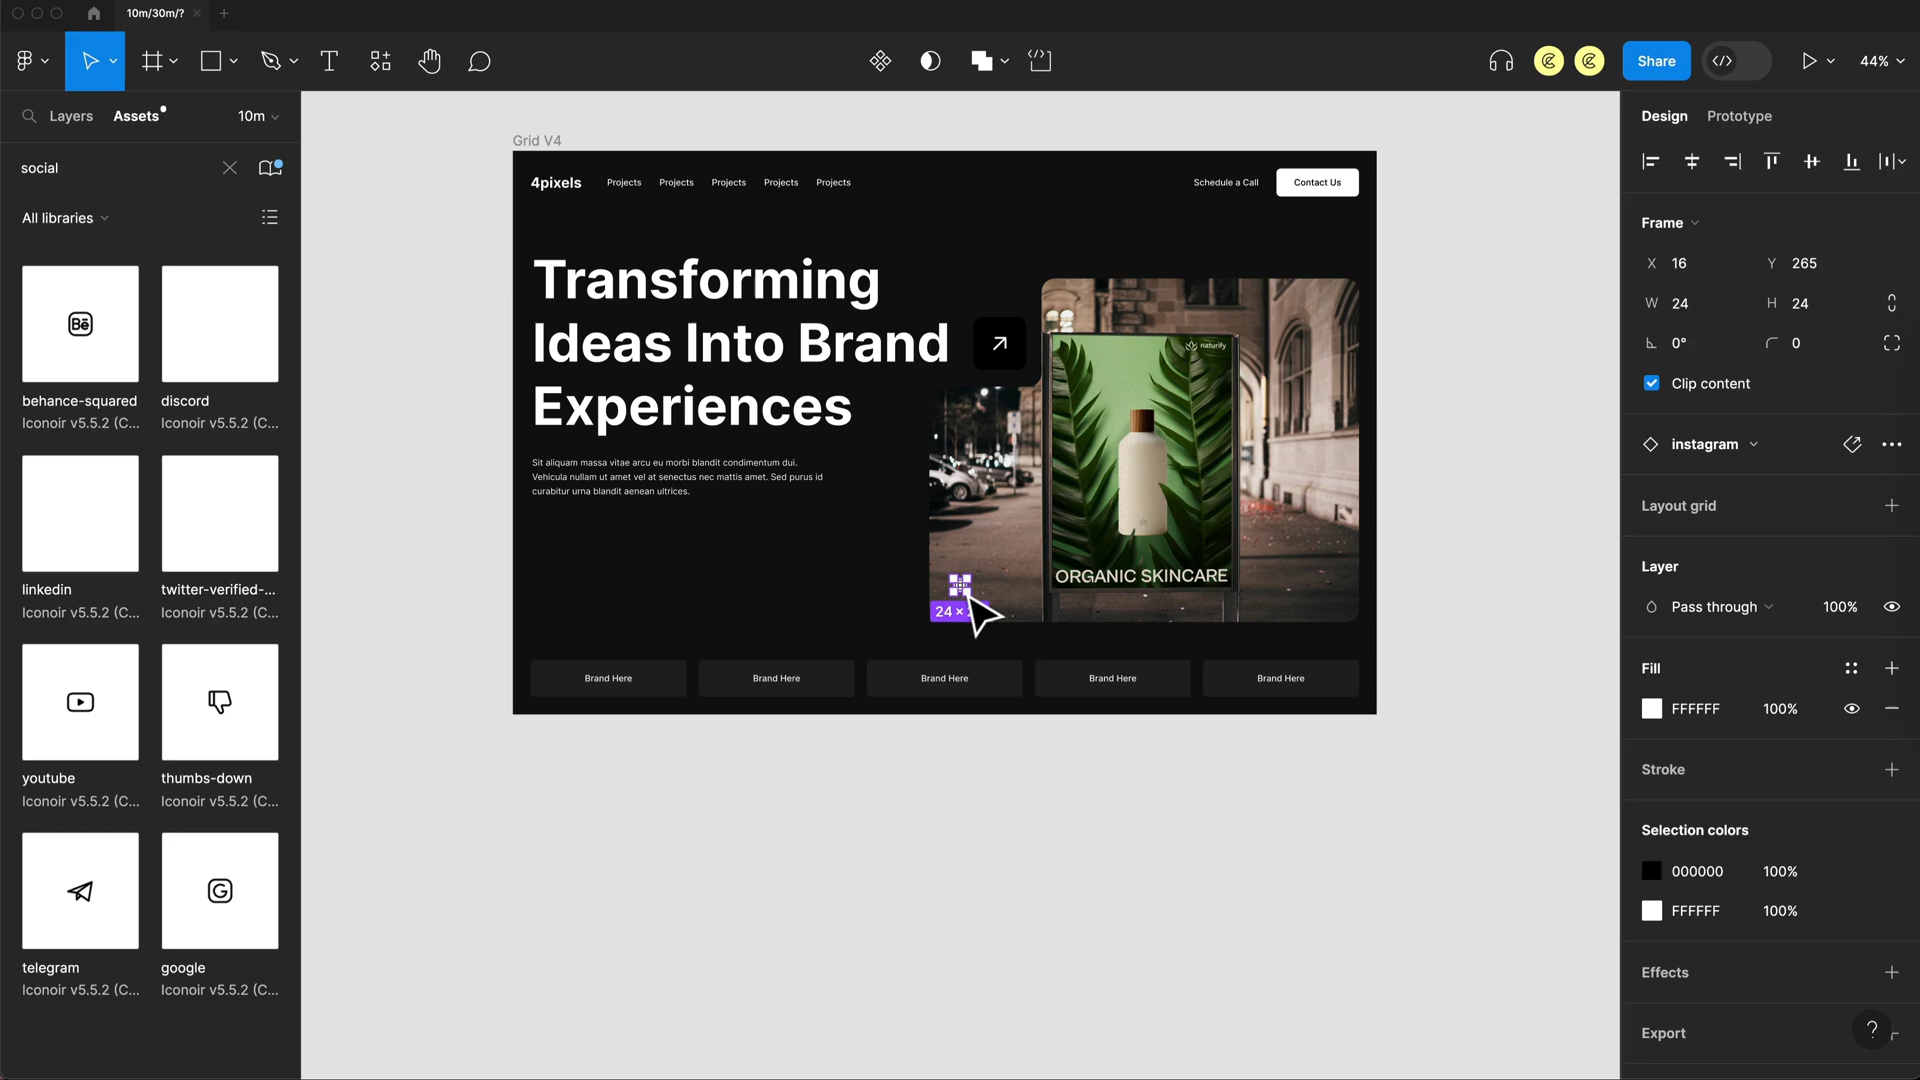 10m/30m/?
Share
44%
Layers
Assets
10m
social
All libraries
behance-squared
Iconoir v5.5.2 (C...
discord
Iconoir v5.5.2 (C...
linkedin
Iconoir v5.5.2 (C...
twitter-verified-...
Iconoir v5.5.2 (C...
youtube
Iconoir v5.5.2 (C...
thumbs-down
Iconoir v5.5.2 (C...
telegram
Iconoir v5.5.2 (C...
google
Iconoir v5.5.2 (C...
Grid V4
4pixels
Projects
Projects
Projects
Projects
Projects
Schedule a Call
Contact Us
Transforming
Ideas Into Brand
Experiences
Sit aliquam massa vitae arcu eu morbi blandit condimentum dui.
Vehicula nullam ut amet vel at senectus nec mattis amet. Sed purus id
curabitur urna blandit aenean ultrices.
naturify
ORGANIC SKINCARE
24 ×
Brand Here
Brand Here
Brand Here
Brand Here
Brand Here
Design
Prototype
Frame
X 16
Y 265
W 24
H 24
0°
0
Clip content
instagram
Layout grid
Layer
Pass through
100%
Fill
FFFFFF
100%
Stroke
Selection colors
000000
100%
FFFFFF
100%
Effects
Export
?